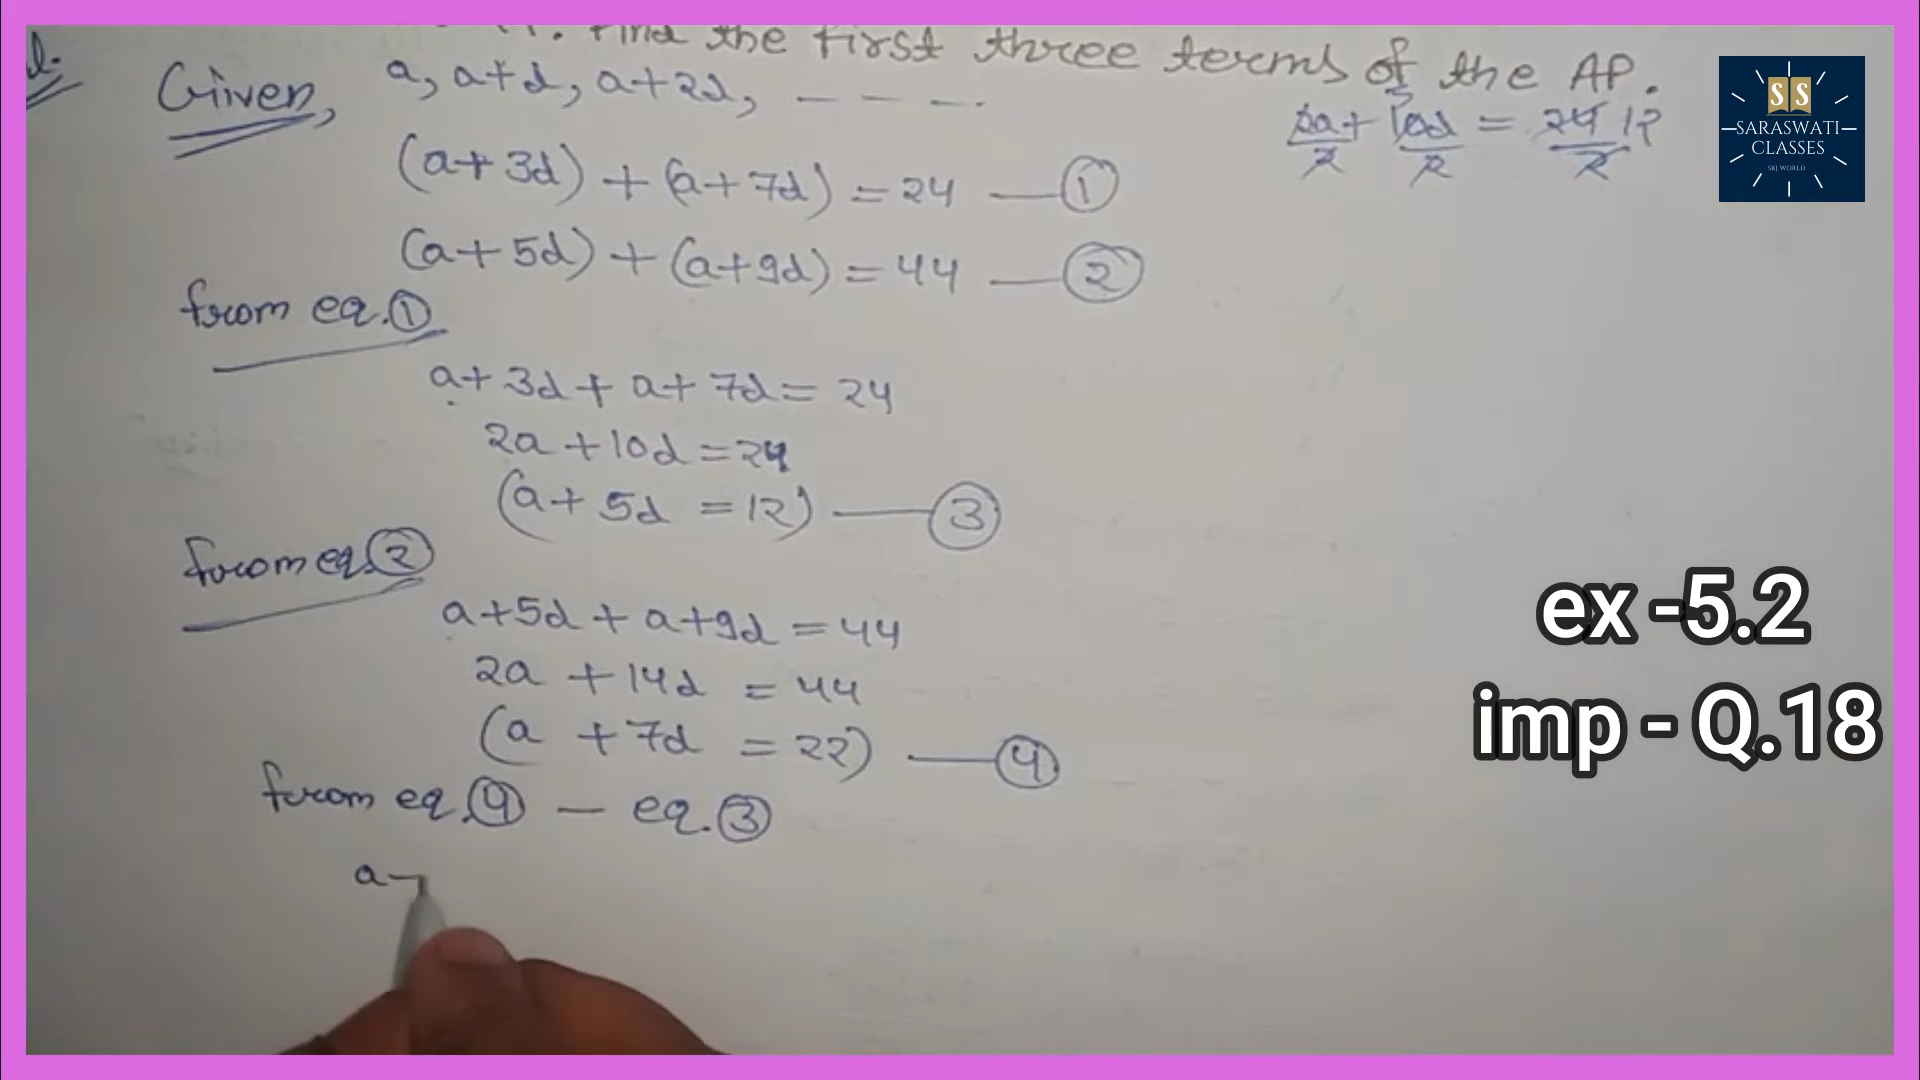 Find the first three terms of the AP.
Given, a, a+d, a+2d, — — —
(a+3d) + (a+7d) = 24 — 1
(a+5d) + (a+9d) = 44 — 2
from eq. 1
a+3d+a+7d = 24
2a+10d = 24
(a+5d = 12) — 3
from eq. 2
a+5d+a+9d = 44
2a+14d = 44
(a+7d = 22) — 4
from eq. 4 — eq. 3
a
2a/2 + 10d/2 = 24/2 12
5
SS
SARASWATI
CLASSES
SKJ WORLD
ex -5.2
imp - Q.18